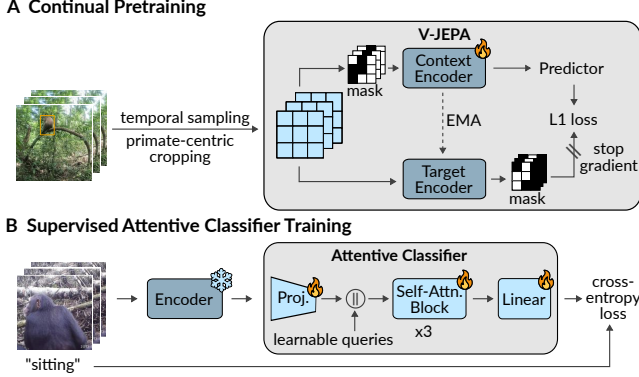 A Continual Pretraining
V-JEPA
Context
Encoder
mask
Predictor
temporal sampling
primate-centric
cropping
EMA
L1 loss
stop
gradient
Target
Encoder
mask
B Supervised Attentive Classifier Training
Attentive Classifier
Encoder
Proj.
||
Self-Attn.
Block
x3
Linear
cross-
entropy
loss
learnable queries
"sitting"